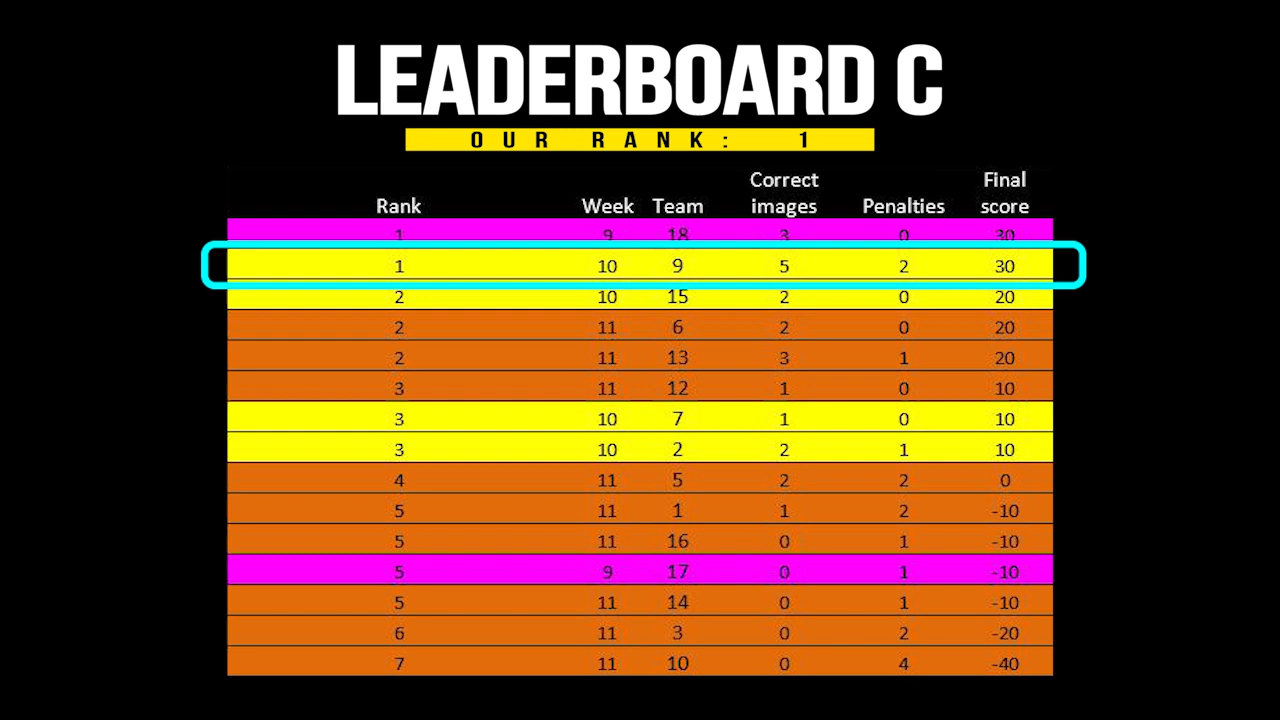 LEADERBOARD C
OUR RANK: 1
Rank Week Team Correct images Penalties Final score
1 9 18 3 0 30
1 10 9 5 2 30
2 10 15 2 0 20
2 11 6 2 0 20
2 11 13 3 1 20
3 11 12 1 0 10
3 10 7 1 0 10
3 10 2 2 1 10
4 11 5 2 2 0
5 11 1 1 2 -10
5 11 16 0 1 -10
5 9 17 0 1 -10
5 11 14 0 1 -10
6 11 3 0 2 -20
7 11 10 0 4 -40